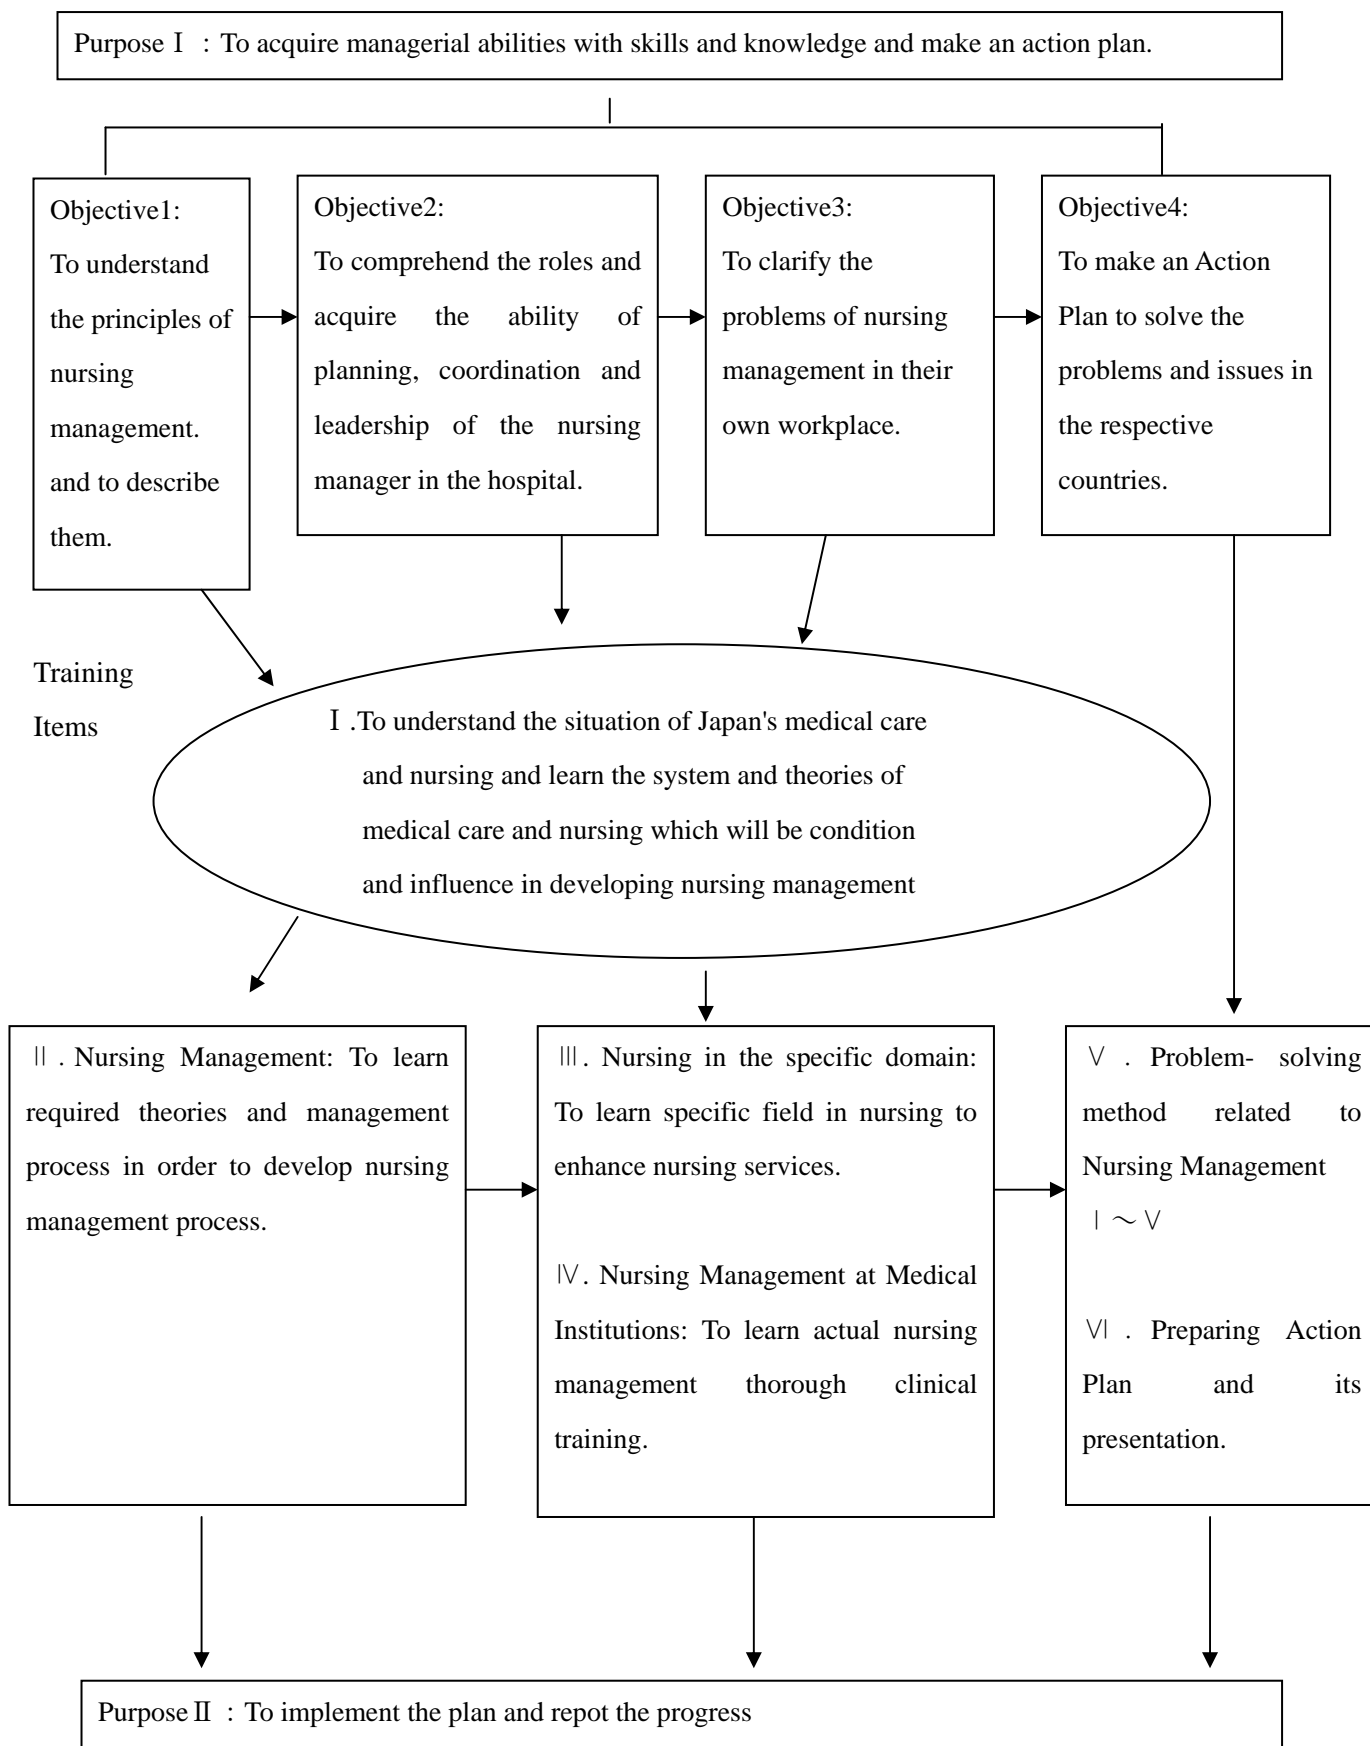 Purpose Ⅰ : To acquire managerial abilities with skills and knowledge and make an action plan.
Objective1:
To understand
the principles of
nursing
management.
and to describe
them.
Objective2:
To comprehend the roles and
acquire the ability of
planning, coordination and
leadership of the nursing
manager in the hospital.
Objective3:
To clarify the
problems of nursing
management in their
own workplace.
Objective4:
To make an Action
Plan to solve the
problems and issues in
the respective
countries.
Training
Items
Ⅰ.To understand the situation of Japan's medical care
and nursing and learn the system and theories of
medical care and nursing which will be condition
and influence in developing nursing management
Ⅱ. Nursing Management: To learn
required theories and management
process in order to develop nursing
management process.
Ⅲ. Nursing in the specific domain:
To learn specific field in nursing to
enhance nursing services.
Ⅳ. Nursing Management at Medical
Institutions: To learn actual nursing
management thorough clinical
training.
Ⅴ. Problem- solving
method related to
Nursing Management
Ⅰ～Ⅴ
Ⅵ. Preparing Action
Plan and its
presentation.
Purpose Ⅱ : To implement the plan and repot the progress